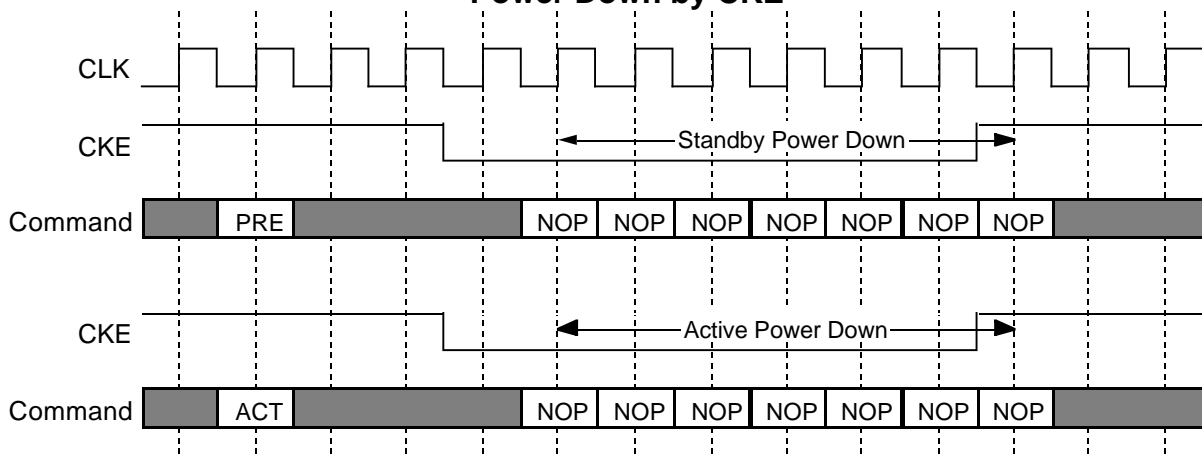 Power Down by CKE
CLK
CKE
Standby Power Down
Command PRE NOP NOP NOP NOP NOP NOP NOP
CKE
Active Power Down
Command ACT NOP NOP NOP NOP NOP NOP NOP